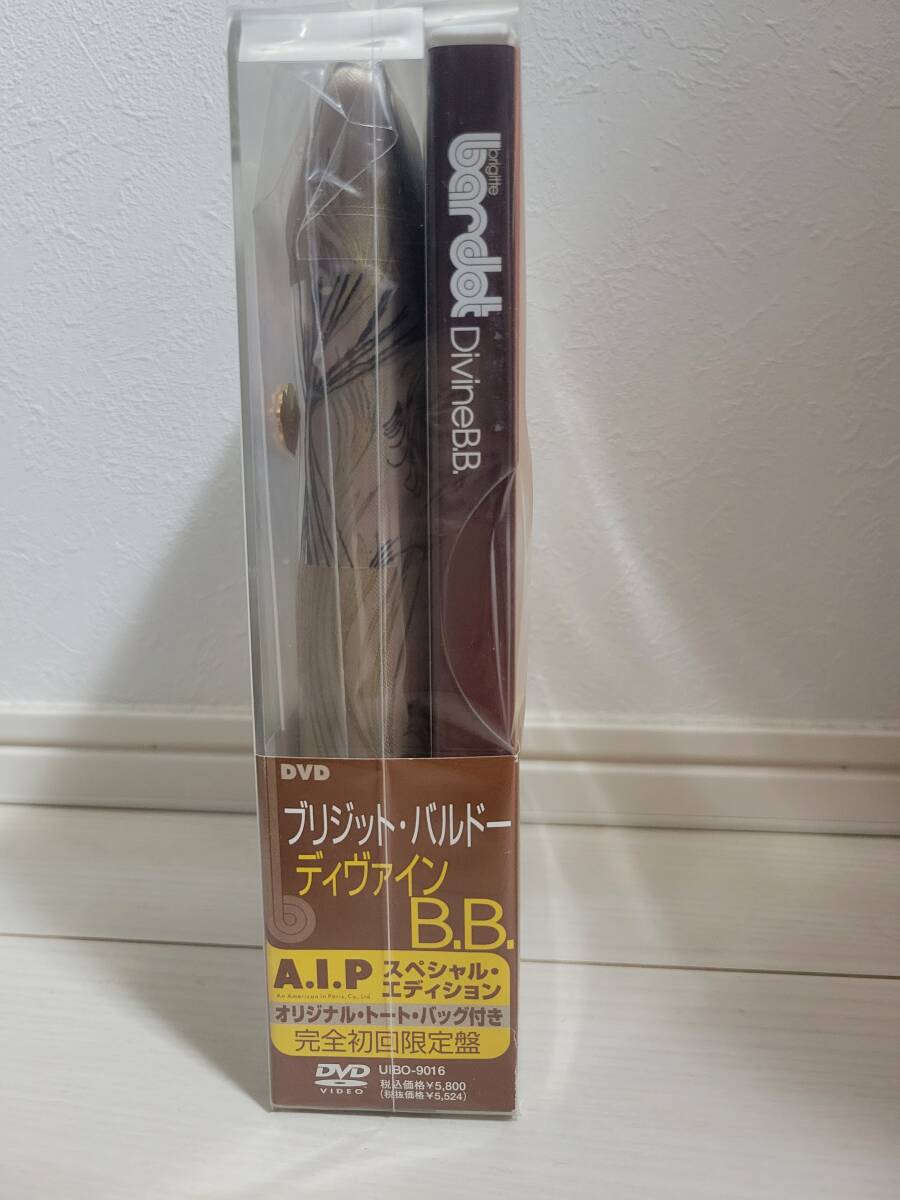 brigitte
bardot DivineB.B.
DVD
ブリジット・バルドー
ディヴァイン
B.B.
A.I.P
An American in Paris, Co., Ltd.
スペシャル・
エディション
オリジナル・トート・バッグ付き
完全初回限定盤
DVD
VIDEO
UIBO-9016
税込価格¥5,800
(税抜価格¥5,524)